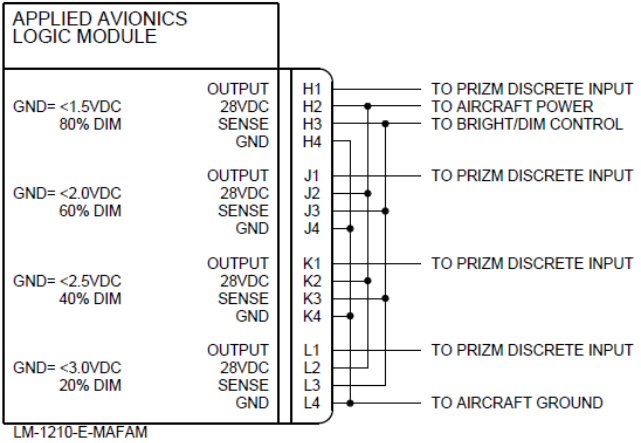 APPLIED AVIONICS
LOGIC MODULE
OUTPUT H1 TO PRIZM DISCRETE INPUT
GND= <1.5VDC 28VDC H2 TO AIRCRAFT POWER
80% DIM SENSE H3 TO BRIGHT/DIM CONTROL
GND H4
OUTPUT J1 TO PRIZM DISCRETE INPUT
GND= <2.0VDC 28VDC J2
60% DIM SENSE J3
GND J4
OUTPUT K1 TO PRIZM DISCRETE INPUT
GND= <2.5VDC 28VDC K2
40% DIM SENSE K3
GND K4
OUTPUT L1 TO PRIZM DISCRETE INPUT
GND= <3.0VDC 28VDC L2
20% DIM SENSE L3
GND L4 TO AIRCRAFT GROUND
LM-1210-E-MAFAM